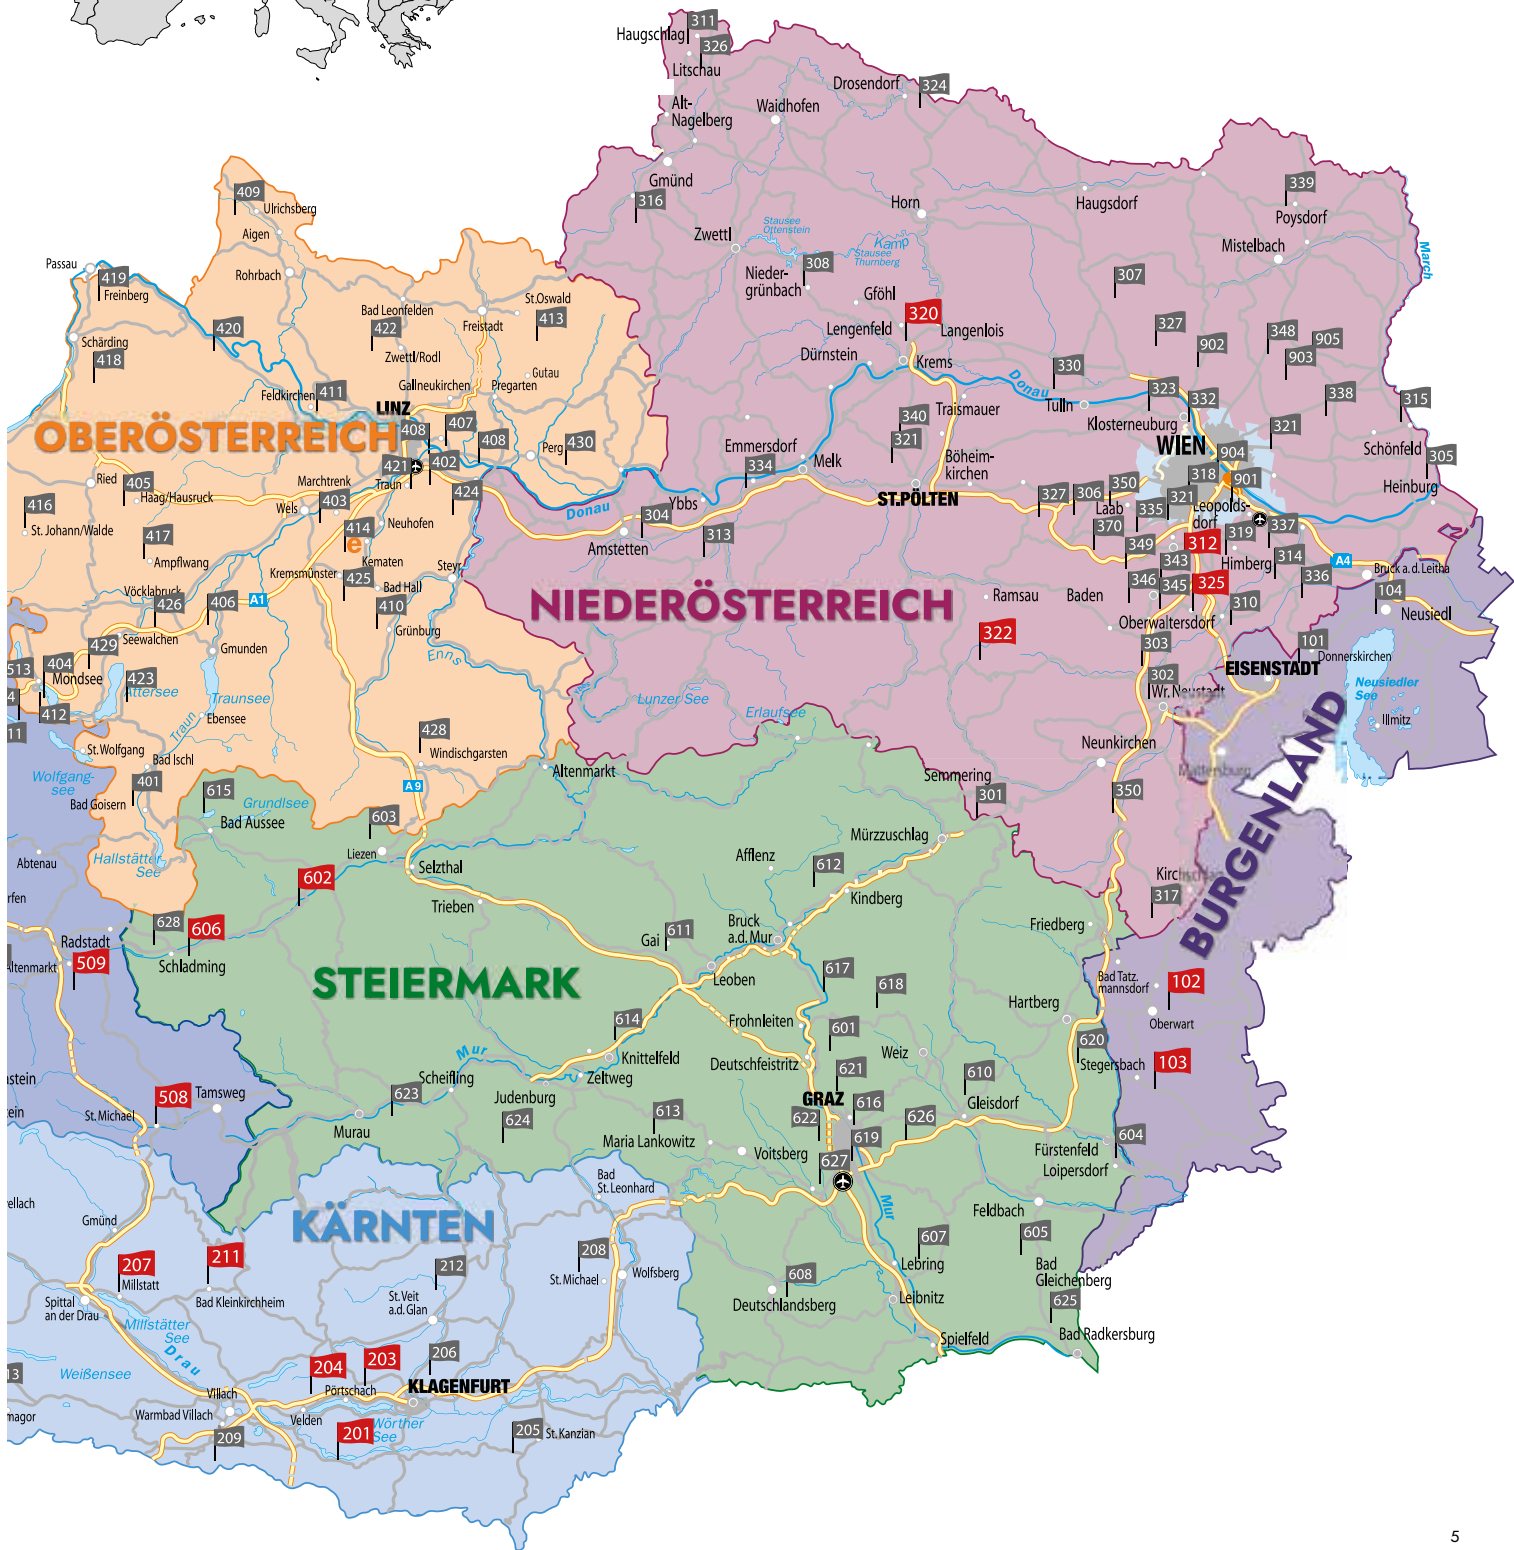 311
Haugschlag
326
Litschau
Drosendorf
324
Alt-
Nagelberg
Waidhofen
Gmünd
316
409
Ulrichsberg
Aigen
Horn
Haugsdorf
339
Poysdorf
Zwettl
Stausee
Ottenstein
Kamp
Stausee
Thurnberg
Mistelbach
March
Passau
419
Freinberg
Rohrbach
308
Nieder-
grünbach
307
Gföhl
Bad Leonfelden
St.Oswald
413
422
Freistadt
420
Zwettl/Rodl
320
Lengenfeld
Langenlois
327
902
348
905
903
Schärding
418
Dürnstein
Krems
Gutau
Gallneukirchen
Pregarten
Feldkirchen
411
Donau
330
323
332
338
315
LINZ
Tulln
Klosterneuburg
340
Traismauer
321
OBERÖSTERREICH
408
407
408
Perg
430
Emmersdorf
334
Melk
Böheim-
kirchen
WIEN
321
Schönfeld
305
904
421
402
318
901
Ried
405
Haag/Hausruck
Marchtrenk
403
Traun
424
Wels
Ybbs
ST.PÖLTEN
327
306
350
Laab
335
321
Leopolds-
dorf
Heinburg
416
St. Johann/Walde
417
Ampflwang
414
e
Neuhofen
Kematen
Donau
304
Amstetten
313
370
349
312
319
337
343
Himberg
314
A4
Kremsmünster
425
Steyr
Bad Hall
346
345
325
336
Bruck a.d. Leitha
Vöcklabruck
426
406
A1
410
NIEDERÖSTERREICH
Ramsau
Baden
310
104
Neusiedl
Grünburg
Oberwaltersdorf
429
Seewalchen
Gmunden
Enns
322
303
101
Donnerskirchen
EISENSTADT
513
404
Mondsee
423
Attersee
Traunsee
Lunzer See
302
Wr. Neustadt
Neusiedler
See
412
11
Traun
Ebensee
Erlaufsee
Illmitz
428
Windischgarsten
Neunkirchen
St.Wolfgang
Bad Ischl
Wolfgang-
see
401
Bad Goisern
615
Grundlsee
Bad Aussee
A9
Altenmarkt
Semmering
301
350
Mattersburg
603
Liezen
Selzthal
Mürzzuschlag
Abtenau
Hallstätter
See
Afflenz
612
Kindberg
602
Trieben
317
BURGENLAND
rfen
628
606
Radstadt
Schladming
611
Gai
Bruck
a.d. Mur
Friedberg
Altenmarkt
509
STEIERMARK
Leoben
617
618
Bad Tatz.
mannsdorf
102
Hartberg
Oberwart
614
Frohnleiten
601
Mur
Knittelfeld
Deutschfeistritz
Weiz
620
Stegersbach
103
Zeltweg
Scheifling
623
Judenburg
621
610
508
Tamsweg
St. Michael
GRAZ
616
Gleisdorf
624
613
622
626
Murau
Maria Lankowitz
619
604
Fürstenfeld
Loipersdorf
Voitsberg
627
Bad
St. Leonhard
Mur
Feldbach
KÄRNTEN
Gmünd
207
Millstatt
211
208
607
605
212
St.Michael
Wolfsberg
608
Lebring
Bad
Gleichenberg
Bad Kleinkirchheim
St.Veit
a.d.Glan
Deutschlandsberg
Leibnitz
625
Spittal
an der Drau
Millstätter
See
Drau
Spielfeld
Bad Radkersburg
204
203
206
Weißensee
Pörtschach
KLAGENFURT
Villach
Warmbad Villach
Velden
201
Wörther
See
205
St.Kanzian
209
5